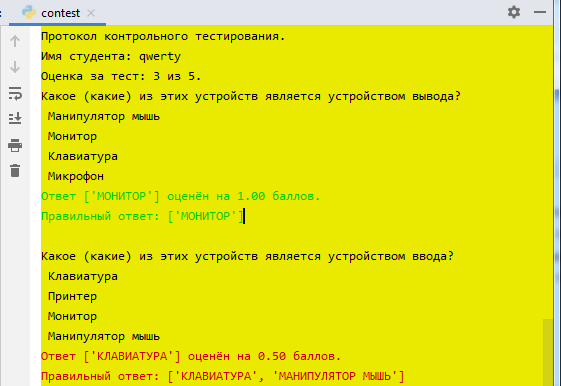 contest
Протокол контрольного тестирования.
Имя студента: qwerty
Оценка за тест: 3 из 5.
Какое (какие) из этих устройств является устройством вывода?
Манипулятор мышь
Монитор
Клавиатура
Микрофон
Ответ ['МОНИТОР'] оценён на 1.00 баллов.
Правильный ответ: ['МОНИТОР']
Какое (какие) из этих устройств является устройством ввода?
Клавиатура
Принтер
Монитор
Манипулятор мышь
Ответ ['КЛАВИАТУРА'] оценён на 0.50 баллов.
Правильный ответ: ['КЛАВИАТУРА', 'МАНИПУЛЯТОР МЫШЬ']